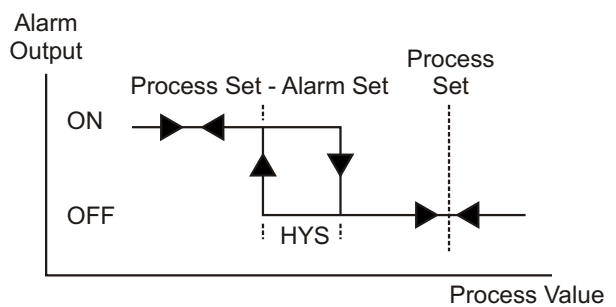 Alarm
Output
Process
Set
Process Set - Alarm Set
ON
OFF
HYS
Process Value